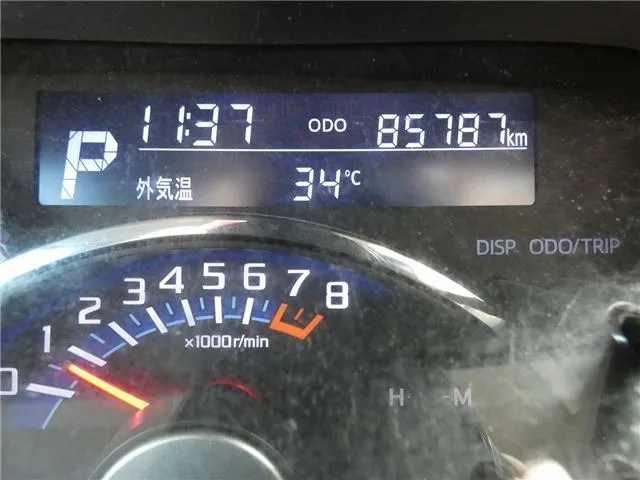 11:37 ODO 85787km
P
外気温 34℃
DISP ODO/TRIP
0 1 2 3 4 5 6 7 8
×1000r/min
H -M